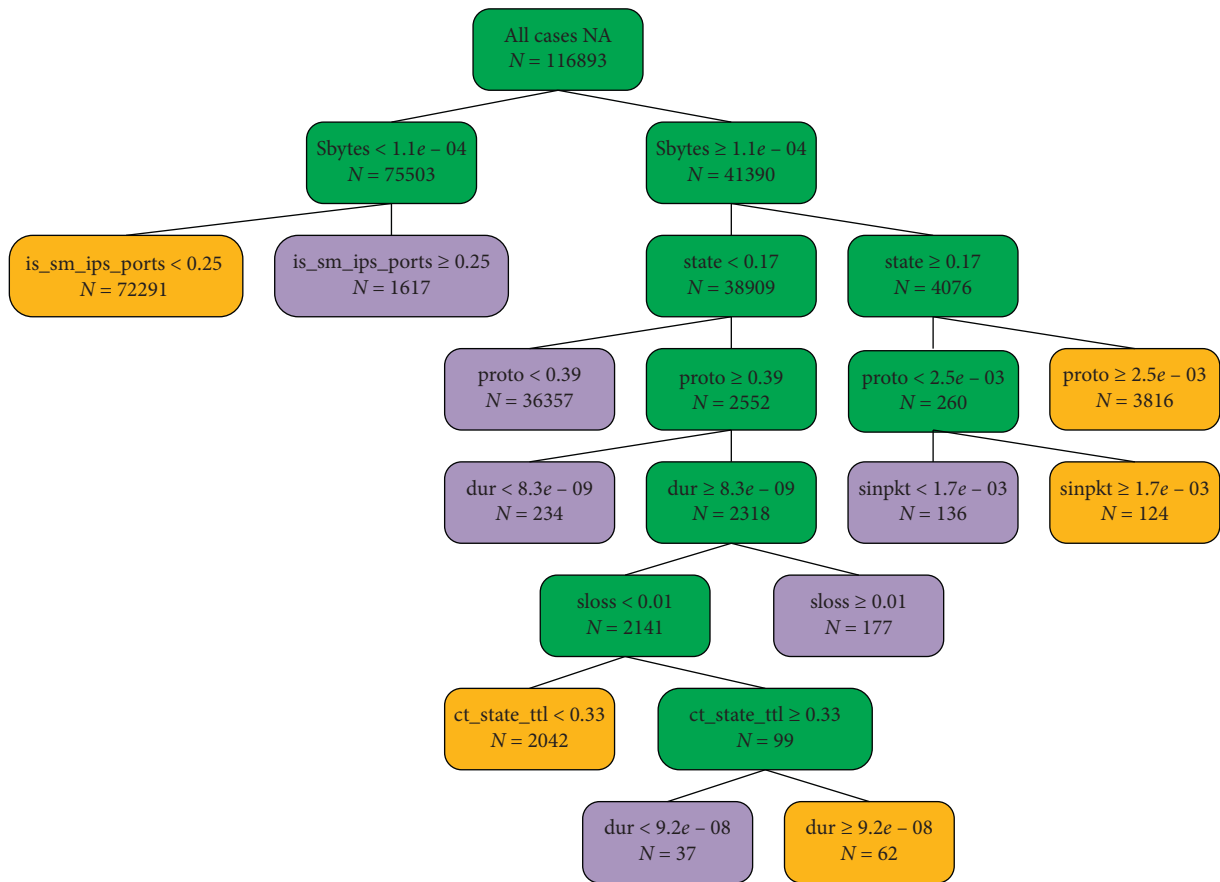 All cases NA
N = 116893
Sbytes < 1.1e – 04
N = 75503
Sbytes ≥ 1.1e – 04
N = 41390
is_sm_ips_ports < 0.25
N = 72291
is_sm_ips_ports ≥ 0.25
N = 1617
state < 0.17
N = 38909
state ≥ 0.17
N = 4076
proto < 0.39
N = 36357
proto ≥ 0.39
N = 2552
proto < 2.5e – 03
N = 260
proto ≥ 2.5e – 03
N = 3816
dur < 8.3e – 09
N = 234
dur ≥ 8.3e – 09
N = 2318
sinpkt < 1.7e – 03
N = 136
sinpkt ≥ 1.7e – 03
N = 124
sloss < 0.01
N = 2141
sloss ≥ 0.01
N = 177
ct_state_ttl < 0.33
N = 2042
ct_state_ttl ≥ 0.33
N = 99
dur < 9.2e – 08
N = 37
dur ≥ 9.2e – 08
N = 62